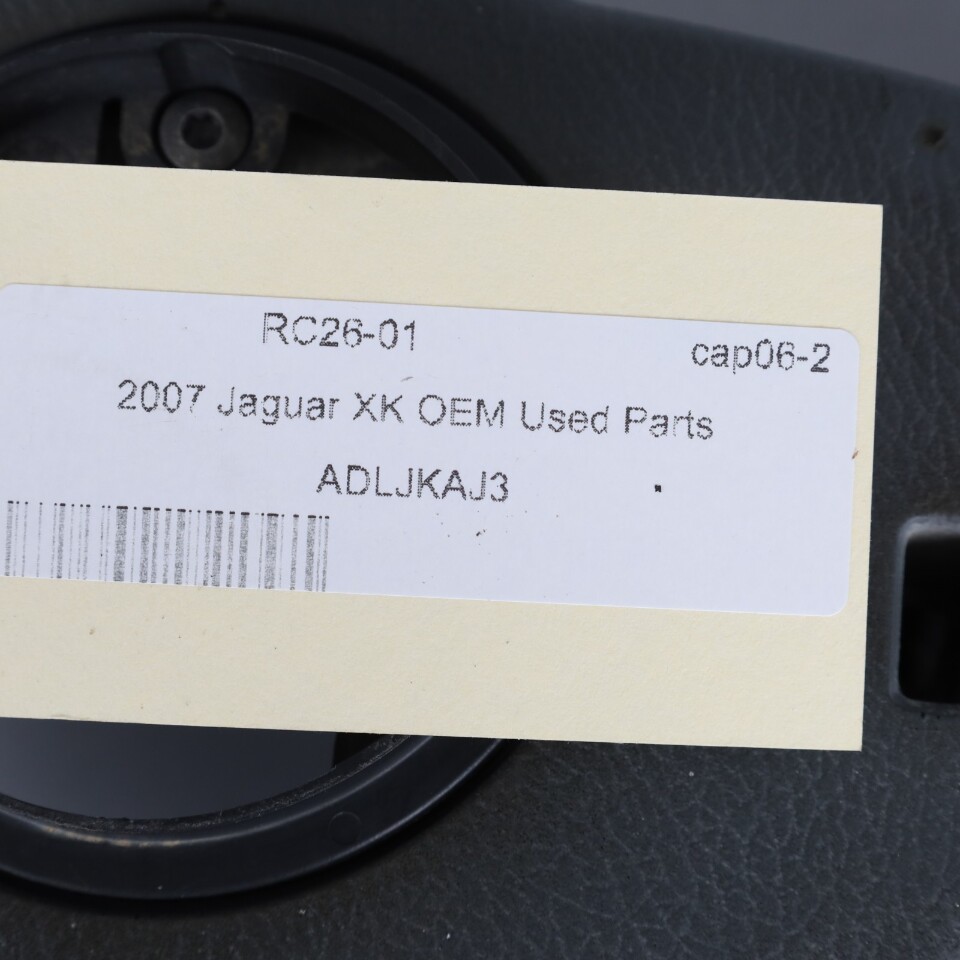 RC26-01
cap06-2
2007 Jaguar XK OEM Used Parts
ADLJKAJ3